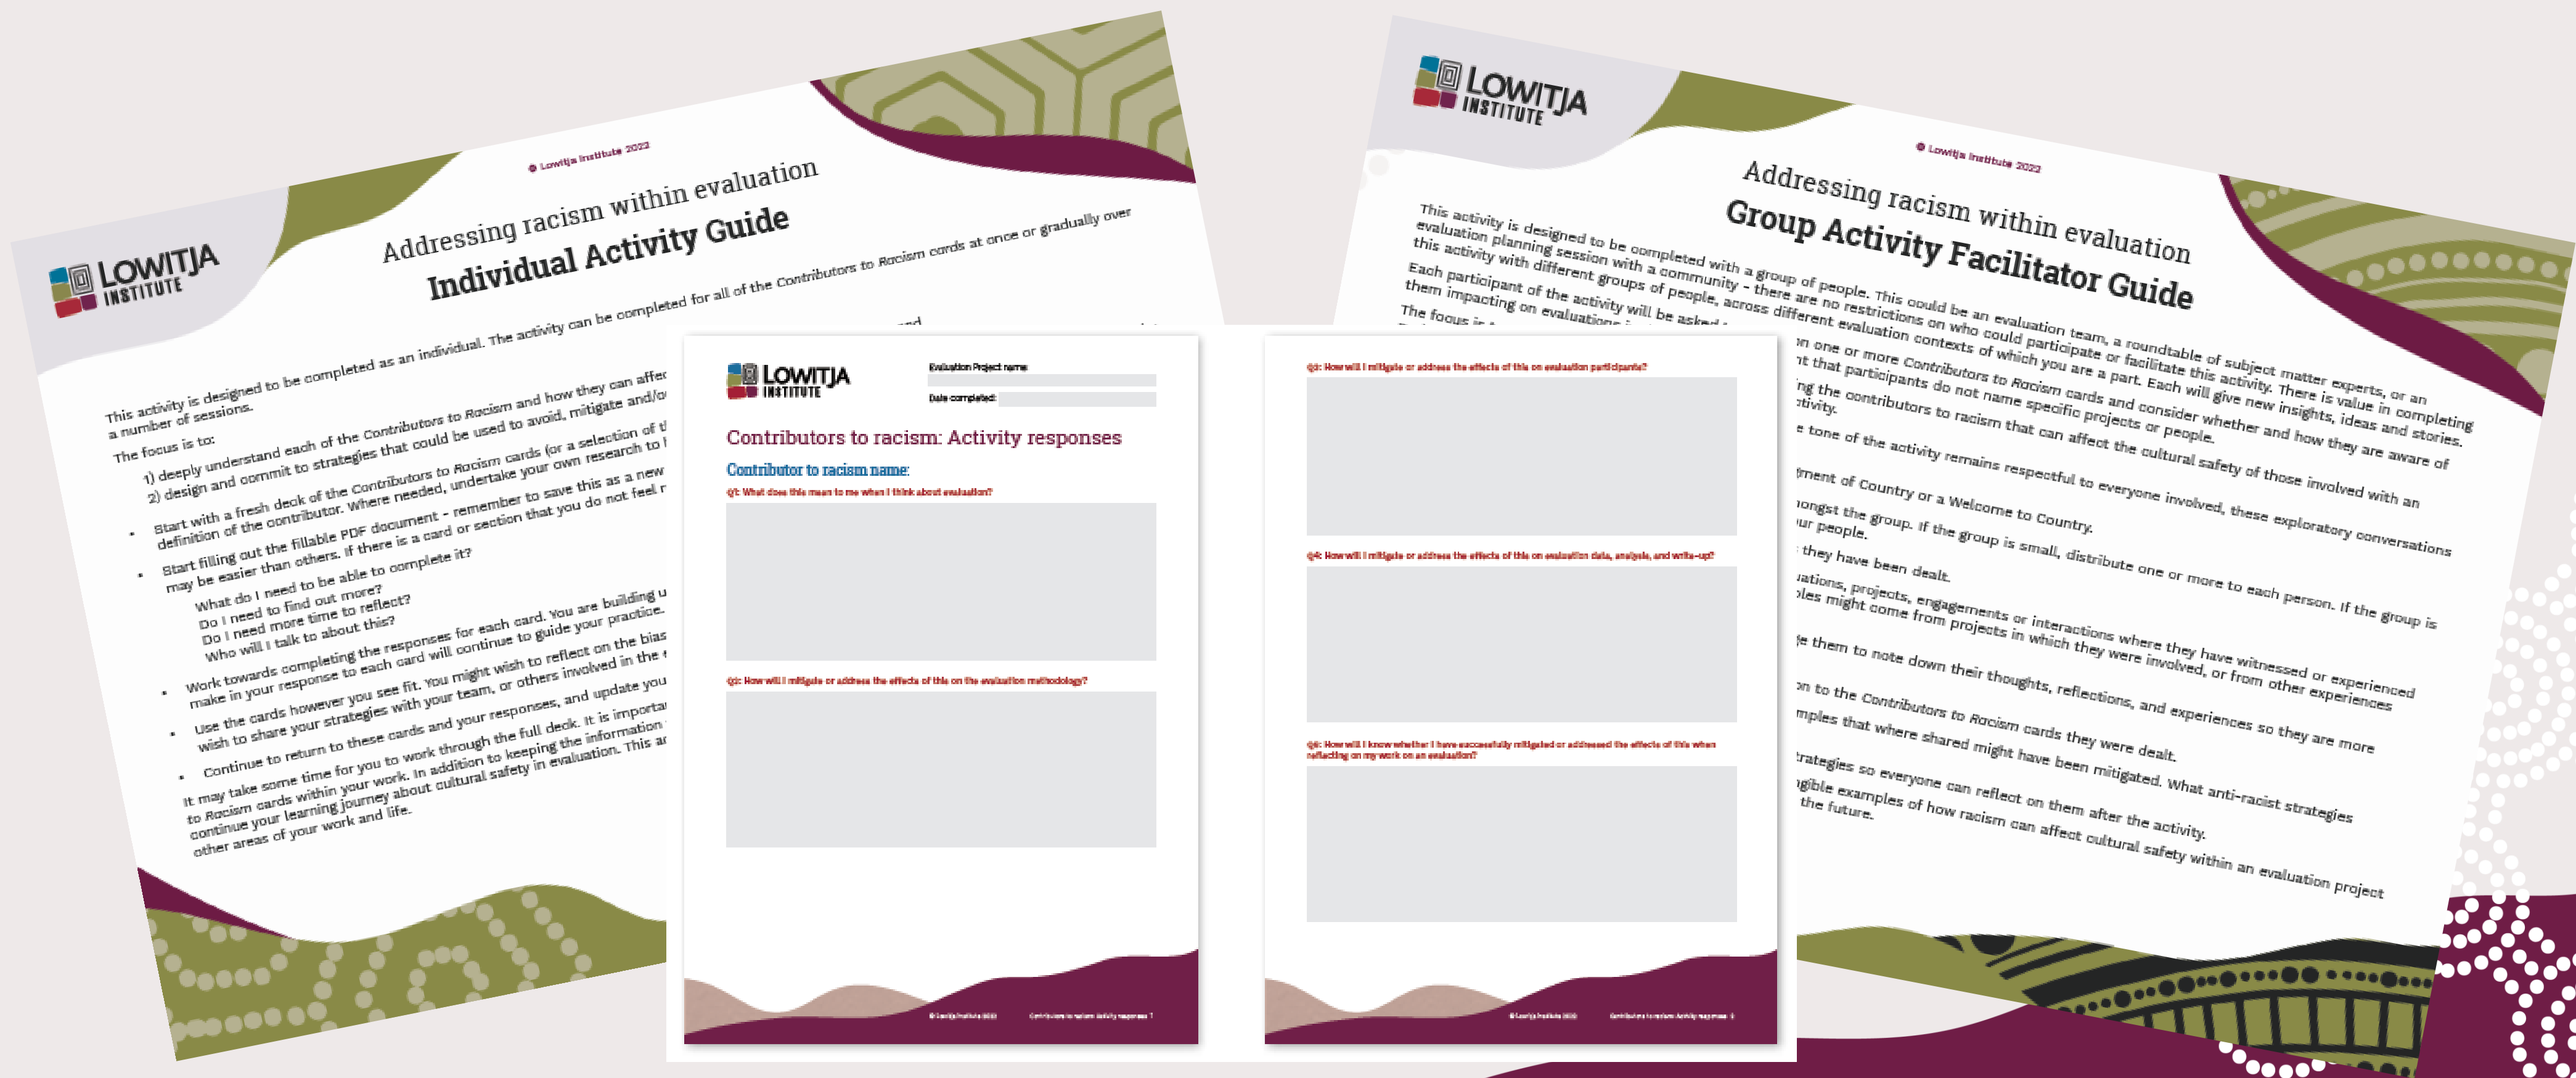 LOWITJA
INSTITUTE
© Lowitja Institute 2022
Addressing racism within evaluation
Individual Activity Guide
This activity is designed to be completed as an individual. The activity can be completed for all of the Contributors to Racism cards at once or gradually over
a number of sessions.
The focus is to:
1) deeply understand each of the Contributors to Racism and how they can affec
and
2) design and commit to strategies that could be used to avoid, mitigate and/o
• Start with a fresh deck of the Contributors to Racism cards (or a selection of t
definition of the contributor. Where needed, undertake your own research to
• Start filling out the fillable PDF document - remember to save this as a new
may be easier than others. If there is a card or section that you do not feel
What do I need to be able to complete it?
Do I need to find out more?
Do I need more time to reflect?
Who will I talk to about this?
• Work towards completing the responses for each card. You are building u
make in your response to each card will continue to guide your practice.
• Use the cards however you see fit. You might wish to reflect on the bias
wish to share your strategies with your team, or others involved in the
• Continue to return to these cards and your responses, and update you
It may take some time for you to work through the full deck. It is importa
to Racism cards within your work. In addition to keeping the information
continue your learning journey about cultural safety in evaluation. This a
other areas of your work and life.
LOWITJA
INSTITUTE
Evaluation Project name:
Date completed:
Contributors to racism: Activity responses
Contributor to racism name:
Q1: What does this mean to me when I think about evaluation?
Q2: How will I mitigate or address the effects of this on the evaluation methodology?
© Lowitja Institute 2022 Contributors to racism: Activity responses 1
Q3: How will I mitigate or address the effects of this on evaluation participants?
Q4: How will I mitigate or address the effects of this on evaluation data, analysis, and write-up?
Q5: How will I know whether I have successfully mitigated or addressed the effects of this when
reflecting on my work on an evaluation?
© Lowitja Institute 2022 Contributors to racism: Activity responses 2
LOWITJA
INSTITUTE
© Lowitja Institute 2022
Addressing racism within evaluation
Group Activity Facilitator Guide
This activity is designed to be completed with a group of people. This could be an evaluation team, a roundtable of subject matter experts, or an
evaluation planning session with a community - there are no restrictions on who could participate or facilitate this activity. There is value in completing
this activity with different groups of people, across different evaluation contexts of which you are a part. Each will give new insights, ideas and stories.
Each participant of the activity will be asked
on one or more Contributors to Racism cards and consider whether and how they are aware of
them impacting on evaluations
nt that participants do not name specific projects or people.
The focus is
ng the contributors to racism that can affect the cultural safety of those involved with an
ctivity.
e tone of the activity remains respectful to everyone involved, these exploratory conversations
gment of Country or a Welcome to Country.
mongst the group. If the group is small, distribute one or more to each person. If the group is
ur people.
they have been dealt.
uations, projects, engagements or interactions where they have witnessed or experienced
ples might come from projects in which they were involved, or from other experiences
ge them to note down their thoughts, reflections, and experiences so they are more
on to the Contributors to Racism cards they were dealt.
mples that where shared might have been mitigated. What anti-racist strategies
trategies so everyone can reflect on them after the activity.
ngible examples of how racism can affect cultural safety within an evaluation project
the future.